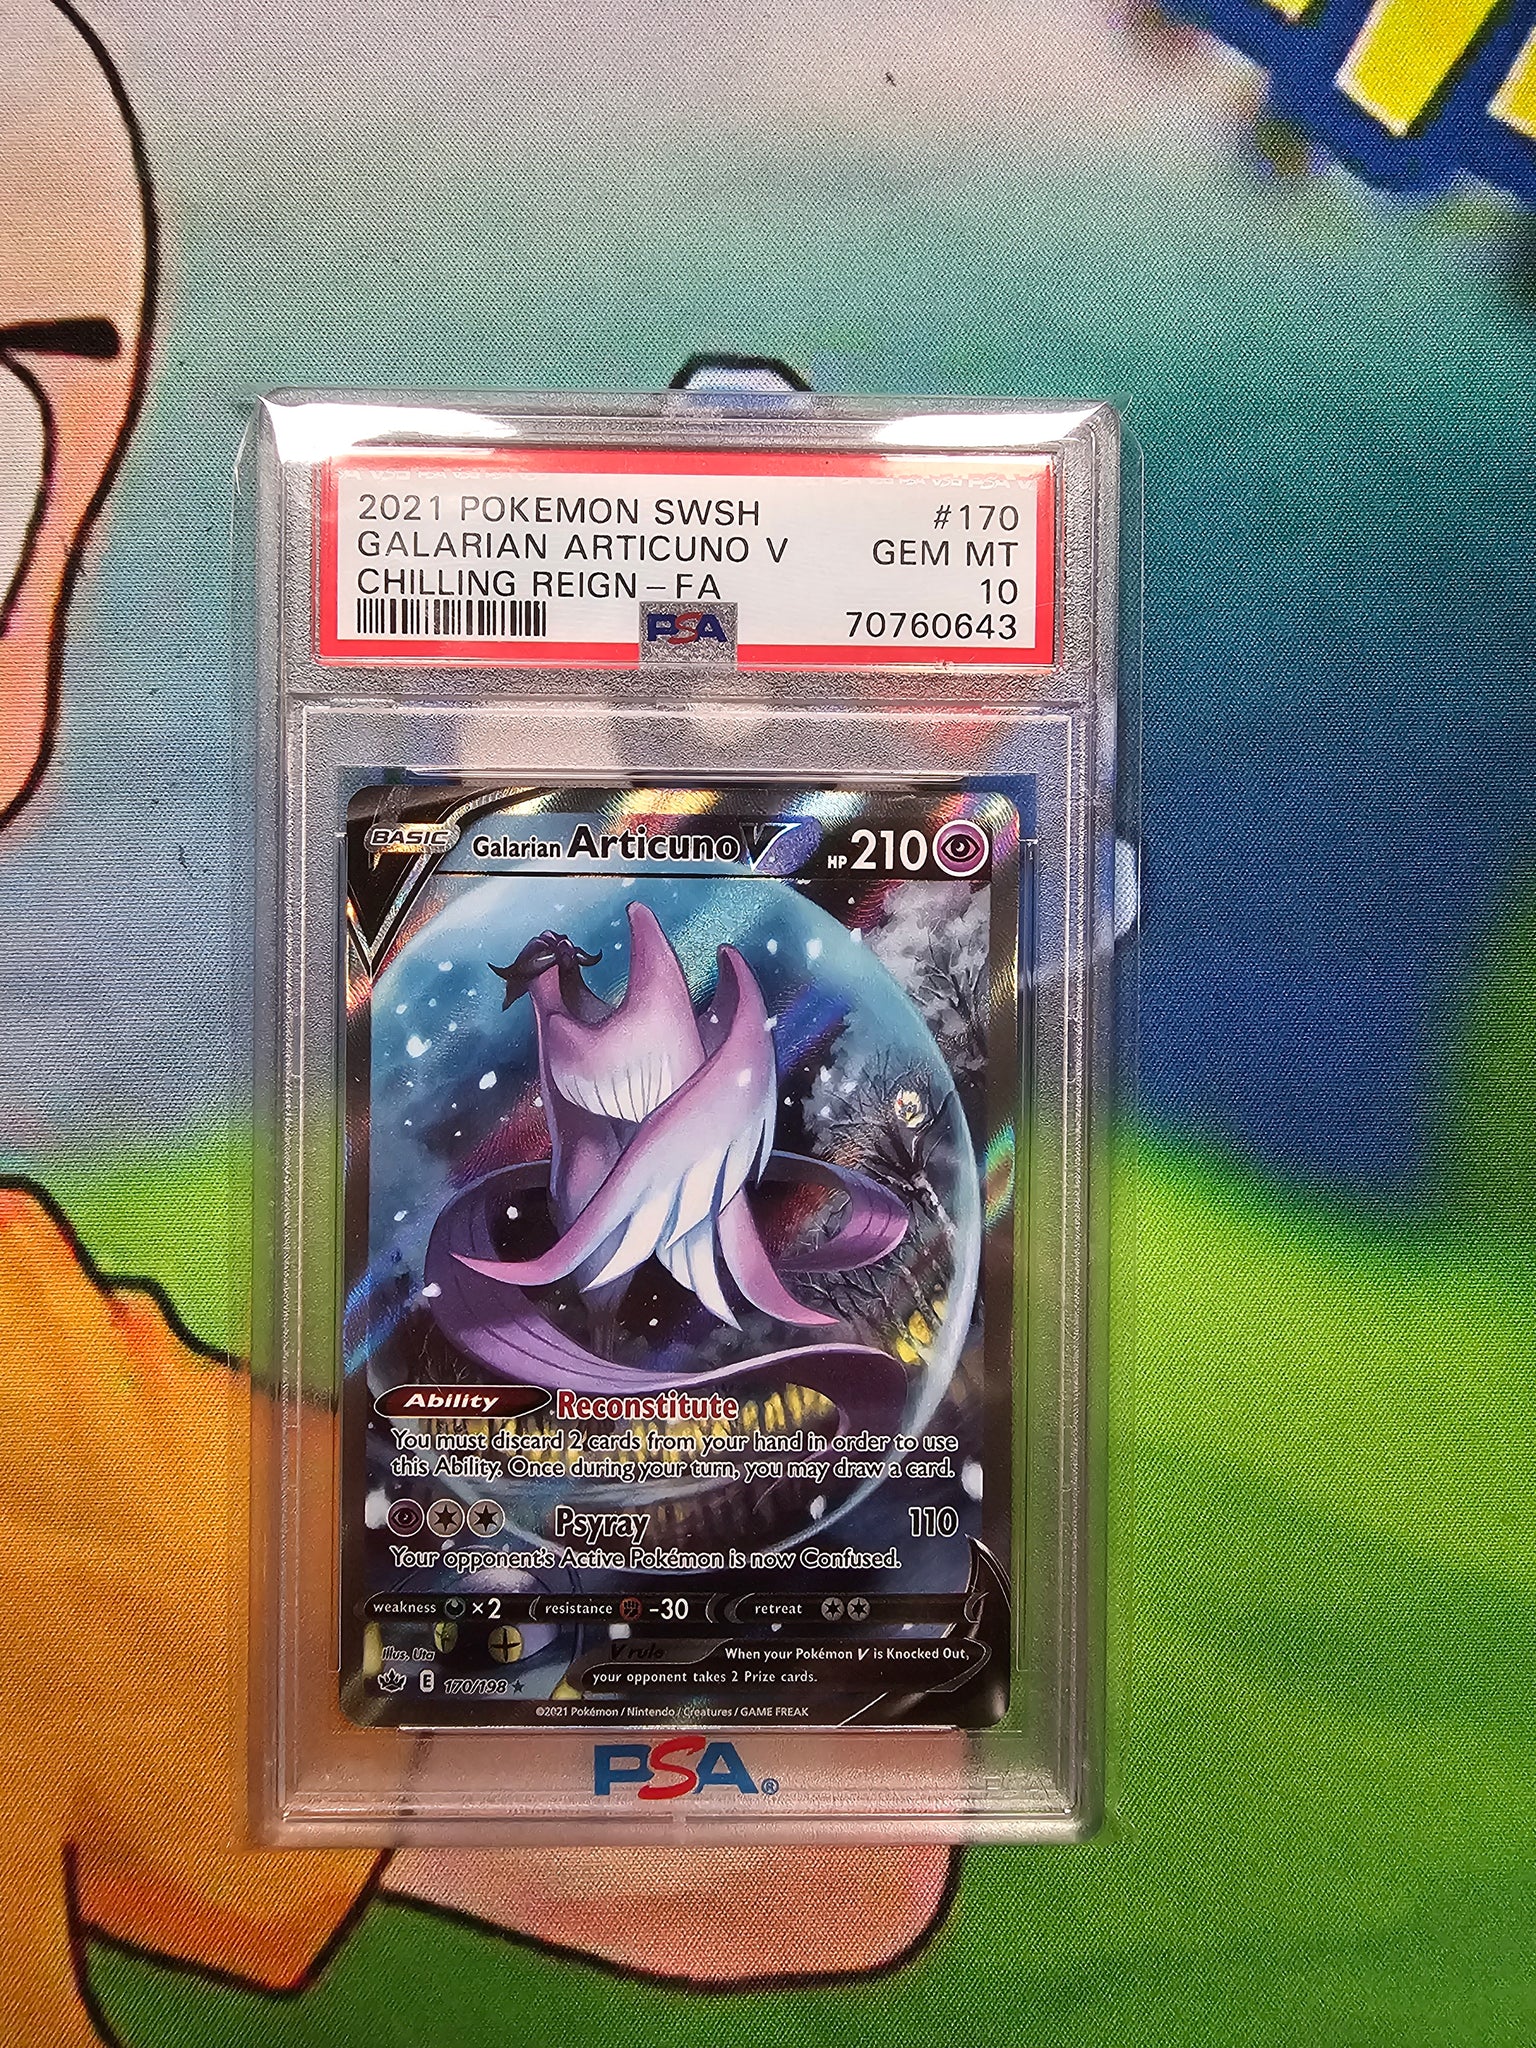 2021 POKEMON SWSH #170
GALARIAN ARTICUNO V GEM MT
CHILLING REIGN-FA 10
PSA 70760643
BASIC Galarian Articuno V HP 210
Ability Reconstitute
You must discard 2 cards from your hand in order to use
this Ability. Once during your turn, you may draw a card.
Psyray 110
Your opponent's Active Pokémon is now Confused.
weakness ×2 resistance -30 retreat
Illus. Uta V rule When your Pokémon V is Knocked Out,
your opponent takes 2 Prize cards.
E 170/198
©2021 Pokémon / Nintendo / Creatures / GAME FREAK
PSA®